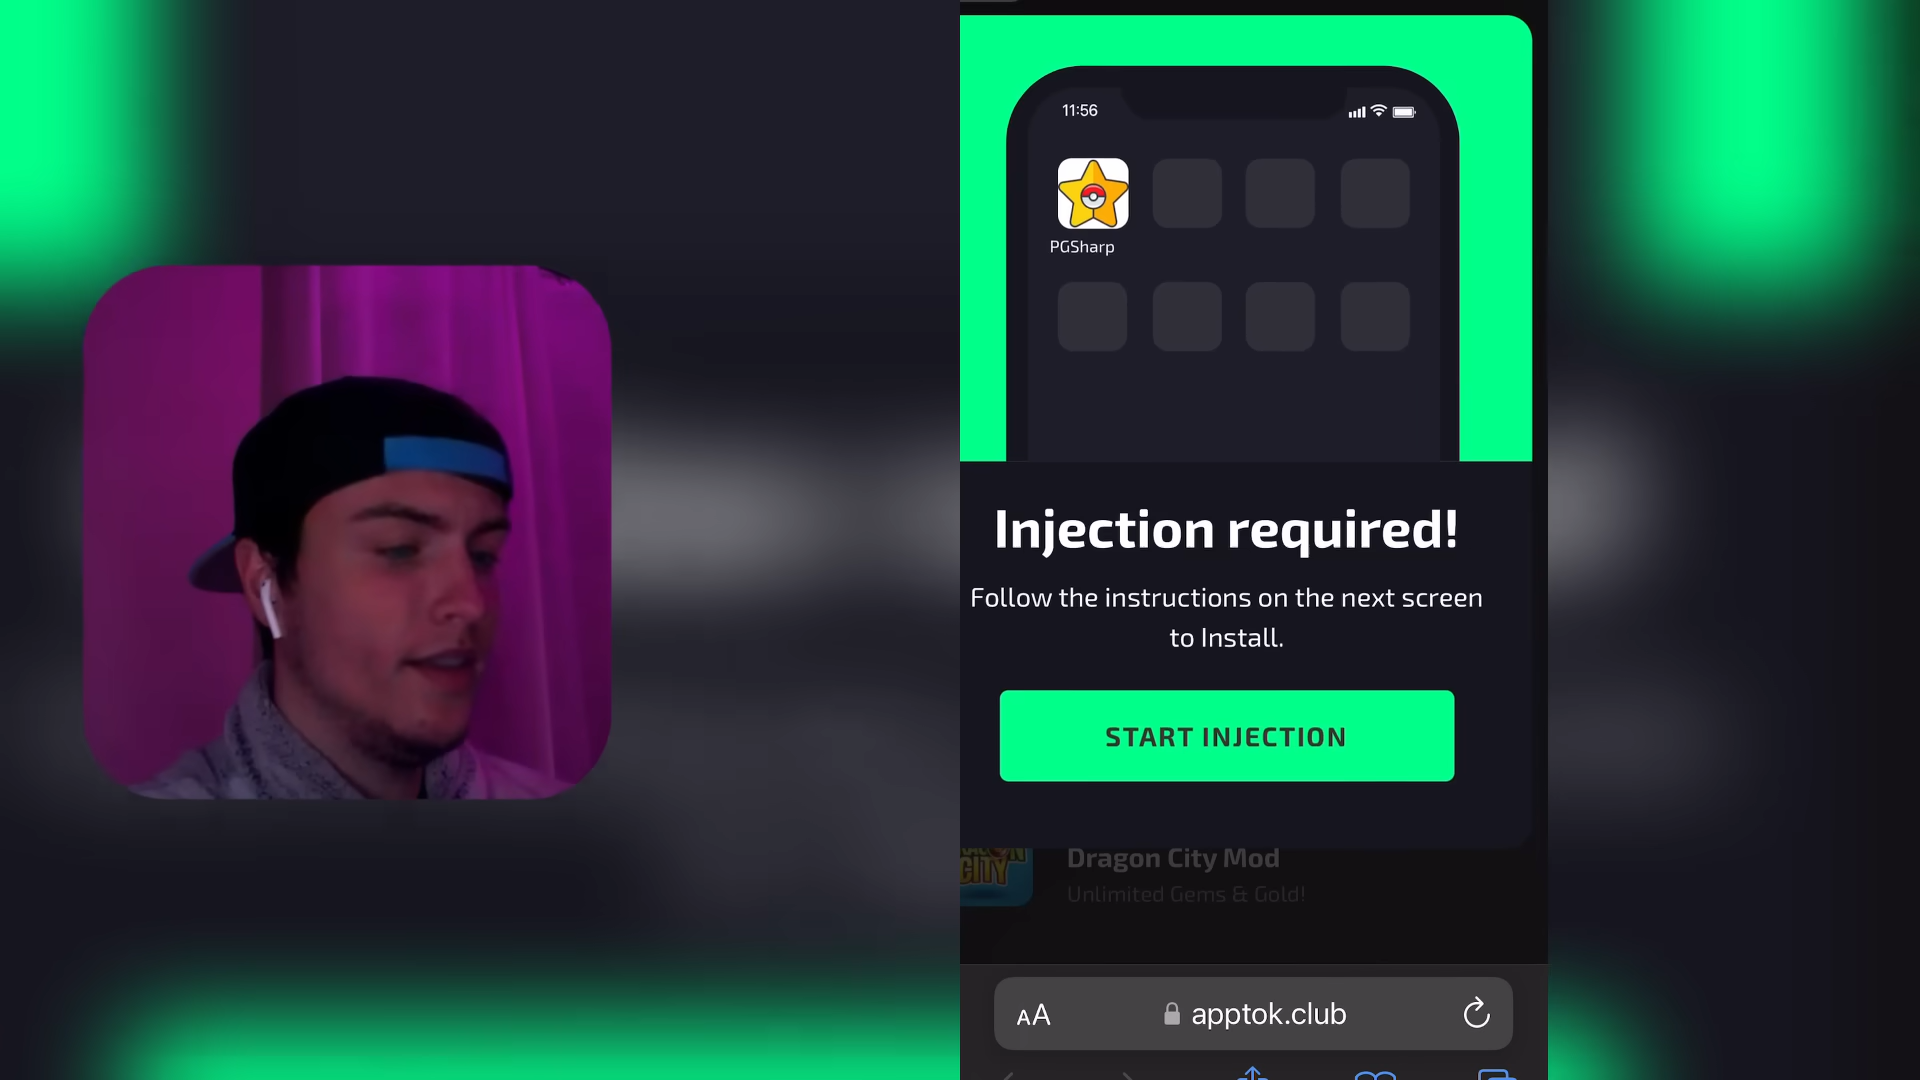 11:56
PGSharp
Injection required!
Follow the instructions on the next screen
to Install.
START INJECTION
CITY
Dragon City Mod
Unlimited Gems & Gold!
AA
apptok.club